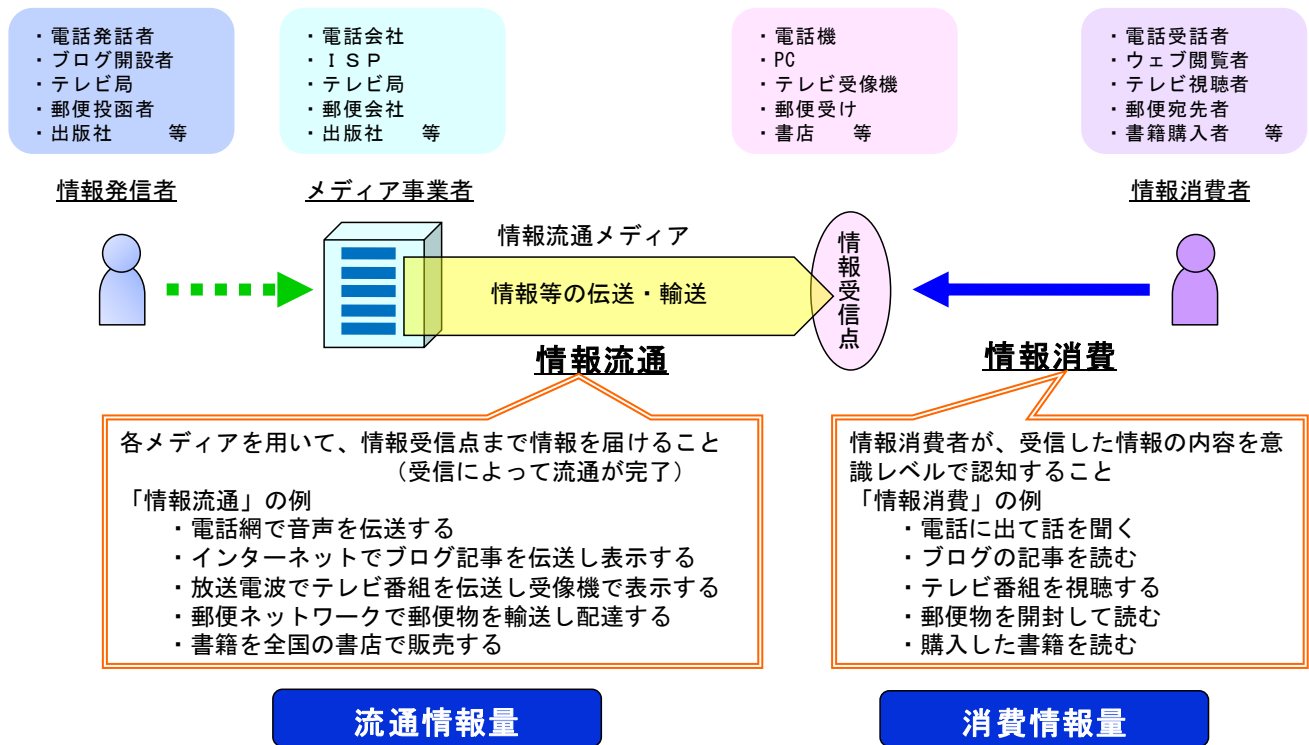 ・電話発話者
・ブログ開設者
・テレビ局
・郵便投函者
・出版社　　等
・電話会社
・ＩＳＰ
・テレビ局
・郵便会社
・出版社　等
・電話機
・PC
・テレビ受像機
・郵便受け
・書店　等
・電話受話者
・ウェブ閲覧者
・テレビ視聴者
・郵便宛先者
・書籍購入者　等
情報発信者
メディア事業者
情報消費者
情報流通メディア
情報等の伝送・輸送
情報受信点
情報流通
情報消費
各メディアを用いて、情報受信点まで情報を届けること
（受信によって流通が完了）
「情報流通」の例
・電話網で音声を伝送する
・インターネットでブログ記事を伝送し表示する
・放送電波でテレビ番組を伝送し受像機で表示する
・郵便ネットワークで郵便物を輸送し配達する
・書籍を全国の書店で販売する
情報消費者が、受信した情報の内容を意
識レベルで認知すること
「情報消費」の例
・電話に出て話を聞く
・ブログの記事を読む
・テレビ番組を視聴する
・郵便物を開封して読む
・購入した書籍を読む
流通情報量
消費情報量